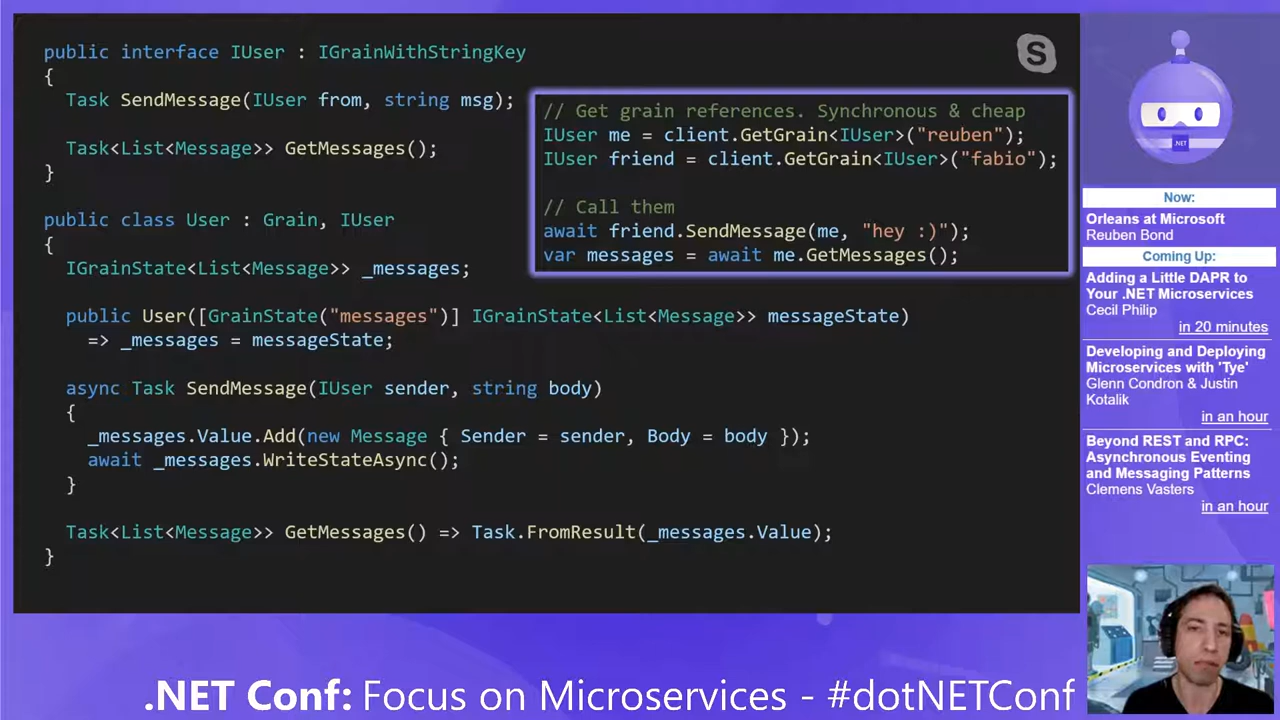 public interface IUser : IGrainWithStringKey
{
Task SendMessage(IUser from, string msg);
Task<List<Message>> GetMessages();
}
public class User : Grain, IUser
{
IGrainState<List<Message>> _messages;
public User([GrainState("messages")] IGrainState<List<Message>> messageState)
=> _messages = messageState;
async Task SendMessage(IUser sender, string body)
{
_messages.Value.Add(new Message { Sender = sender, Body = body });
await _messages.WriteStateAsync();
}
Task<List<Message>> GetMessages() => Task.FromResult(_messages.Value);
}
S
// Get grain references. Synchronous & cheap
IUser me = client.GetGrain<IUser>("reuben");
IUser friend = client.GetGrain<IUser>("fabio");
// Call them
await friend.SendMessage(me, "hey :)");
var messages = await me.GetMessages();
.NET
Now:
Orleans at Microsoft
Reuben Bond
Coming Up:
Adding a Little DAPR to
Your .NET Microservices
Cecil Philip
in 20 minutes
Developing and Deploying
Microservices with 'Tye'
Glenn Condron & Justin
Kotalik
in an hour
Beyond REST and RPC:
Asynchronous Eventing
and Messaging Patterns
Clemens Vasters
in an hour
.NET Conf: Focus on Microservices - #dotNETConf